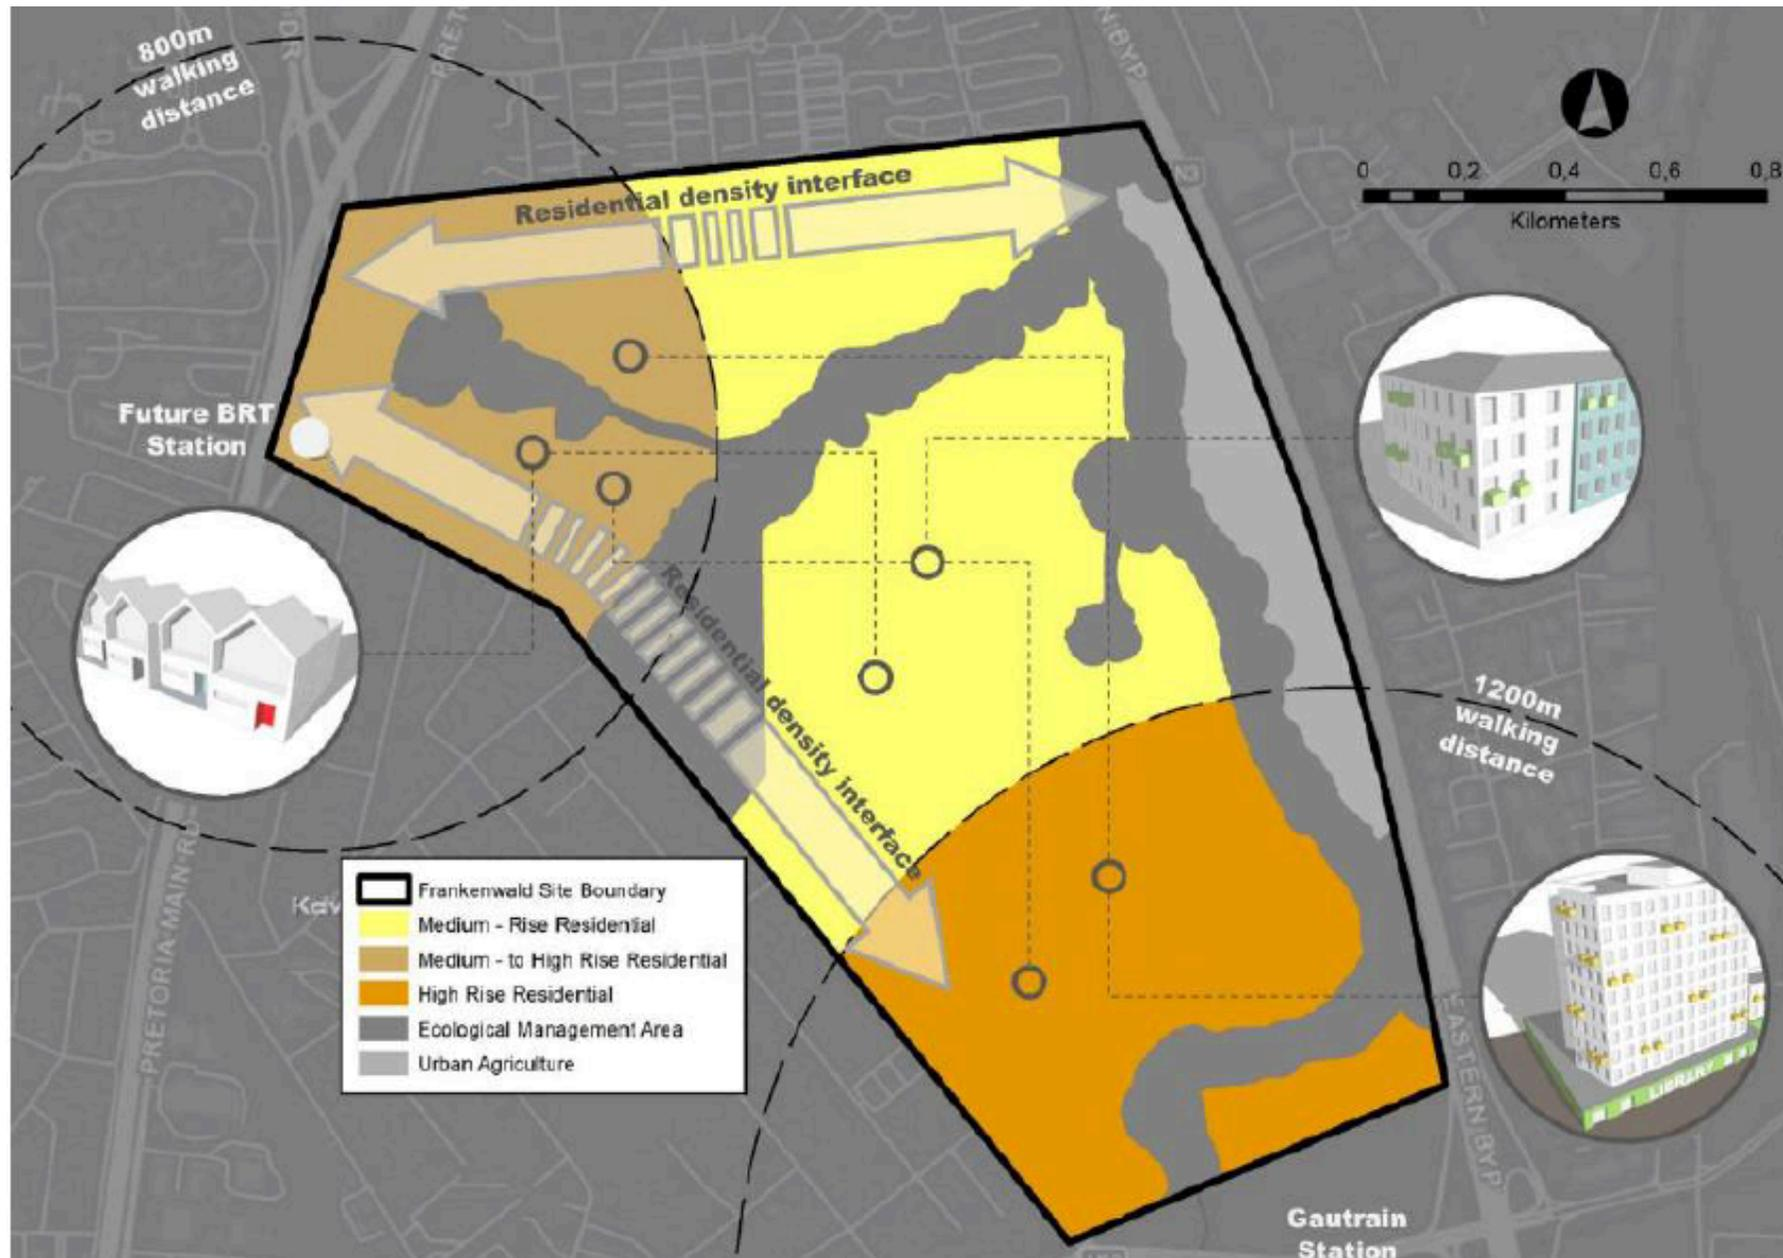 800m
walking
distance
DR
N3
0 0,2 0,4 0,6 0,8
Kilometers
Residential density interface
Future BRT
Station
Residential density interface
1200m
walking
distance
PRETORIA MAIN RD
Frankenwald Site Boundary
Medium - Rise Residential
Medium - to High Rise Residential
High Rise Residential
Ecological Management Area
Urban Agriculture
LIBRARY
EASTERN BYP
Gautrain
Station